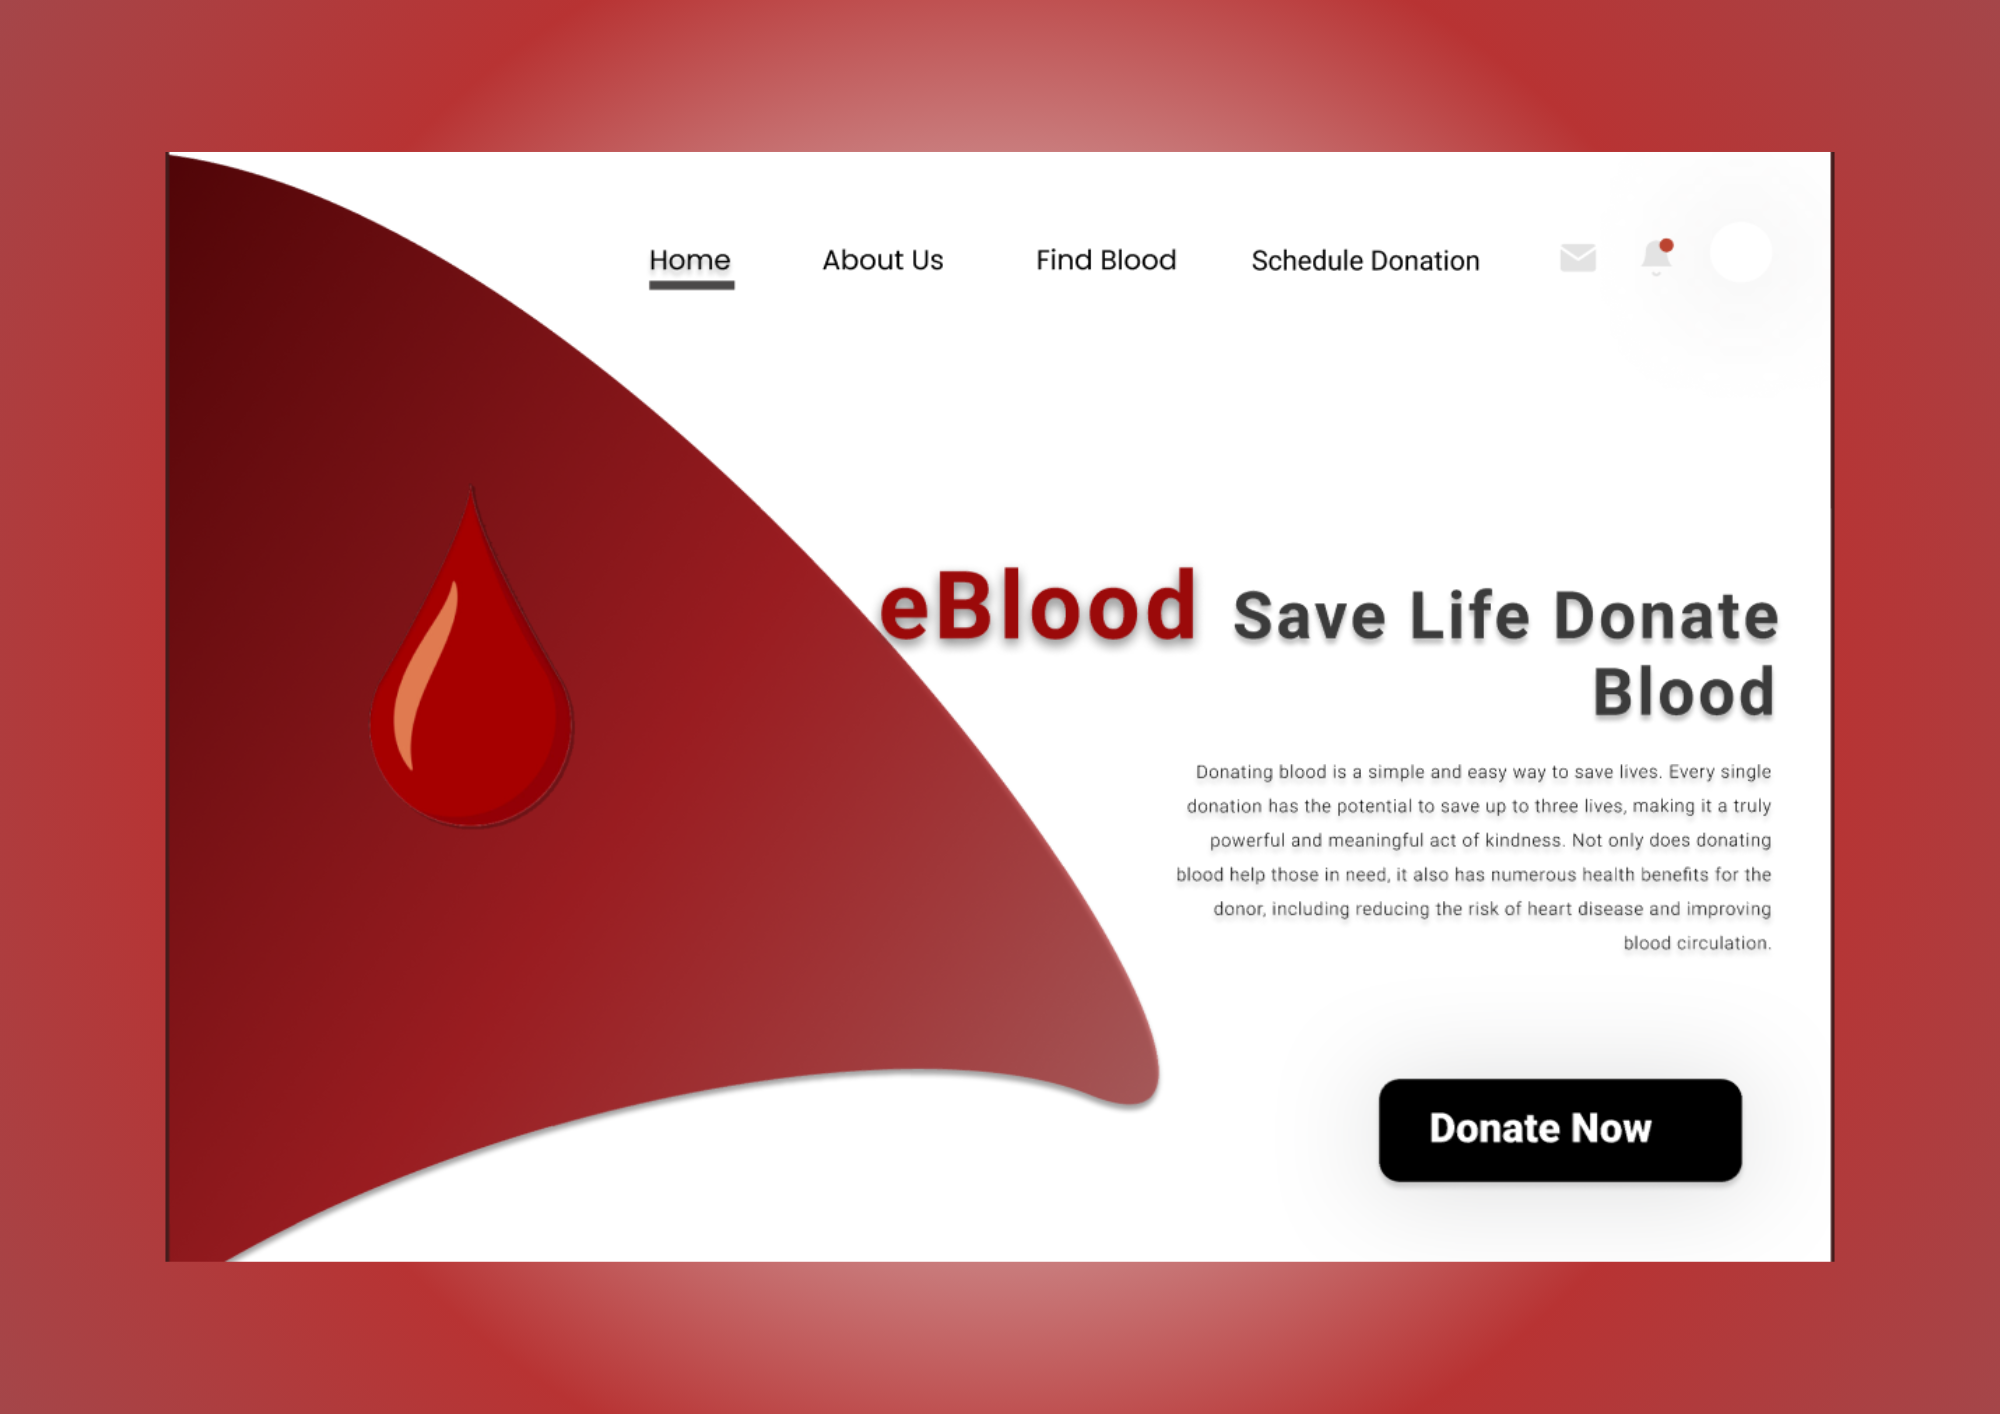 Home About Us Find Blood Schedule Donation
eBlood Save Life Donate
Blood
Donating blood is a simple and easy way to save lives. Every single
donation has the potential to save up to three lives, making it a truly
powerful and meaningful act of kindness. Not only does donating
blood help those in need, it also has numerous health benefits for the
donor, including reducing the risk of heart disease and improving
blood circulation.
Donate Now